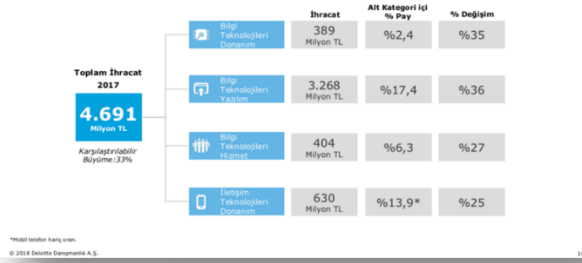 İhracat
Alt Kategori içi
% Pay
% Değişim
Bilgi
Teknolojileri
Donanım
389
Milyon TL
%2,4
%35
Toplam İhracat
2017
4.691
Milyon TL
Karşılaştırılabilir
Büyüme:33%
Bilgi
Teknolojileri
Yazılım
3.268
Milyon TL
%17,4
%36
Bilgi
Teknolojileri
Hizmet
404
Milyon TL
%6,3
%27
İletişim
Teknolojileri
Donanım
630
Milyon TL
%13,9*
%25
*Mobil telefon hariç oran.
© 2018 Deloitte Danışmanlık A.Ş.